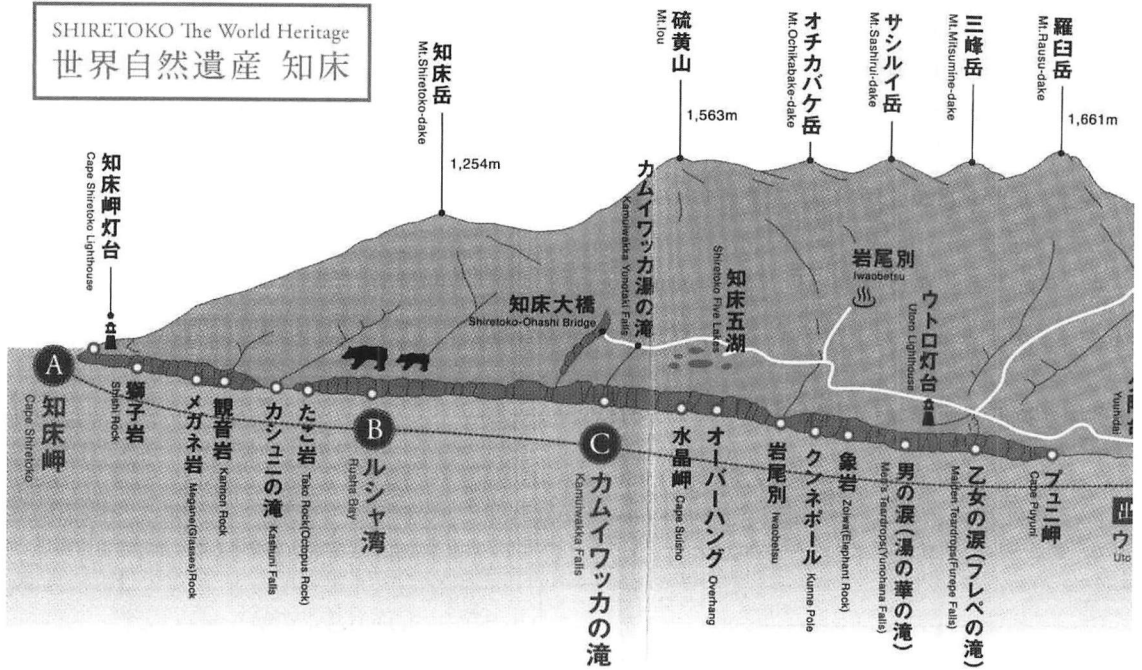 SHIRETOKO The World Heritage
世界自然遺産 知床
知床岬灯台
Cape Shiretoko Lighthouse
知床岳
Mt.Shiretoko-dake
1,254m
硫黄山
Mt.Iou
1,563m
オチカバケ岳
Mt.Ochikabake-dake
サシルイ岳
Mt.Sashirui-dake
三峰岳
Mt.Mitsumine-dake
羅臼岳
Mt.Rausu-dake
1,661m
知床大橋
Shiretoko-Ohashi Bridge
カムイワッカ湯の滝
Kamuiwakka Yunotaki Falls
知床五湖
Shiretoko Five Lakes
岩尾別
Iwaobetsu
ウトロ灯台
Utoro Lighthouse
Yuuhidai
A
知床岬
Cape Shiretoko
獅子岩
Shishi Rock
メガネ岩
Megane(Glasses)Rock
観音岩
Kannon Rock
カシュニの滝
Kashuni Falls
たこ岩
Tako Rock(Octopus Rock)
B
ルシャ湾
Rusha Bay
C
カムイワッカの滝
Kamuiwakka Falls
水晶岬
Cape Suisho
オーバーハング
Overhang
岩尾別
Iwaobetsu
クンネポール
Kunne Pole
象岩
Zoiwa(Elephant Rock)
男の涙(湯の華の滝)
Men's Teardrops(Yunohana Falls)
乙女の涙(フレペの滝)
Maiden Teardrops(Furepe Falls)
プユニ岬
Cape Puyuni
ウ
Uto